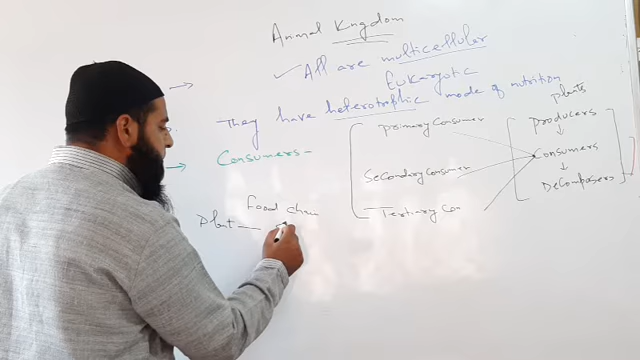 Animal Kngdom
✓ All are multicellular
Eukaryotic
They have heterotrophic mode of nutrition
Consumers -
primary Consumer
Secondary Consumer
Tertiary Con
plants
producers
↓
Consumers
↓
Decomposers
Food chain
Plant —